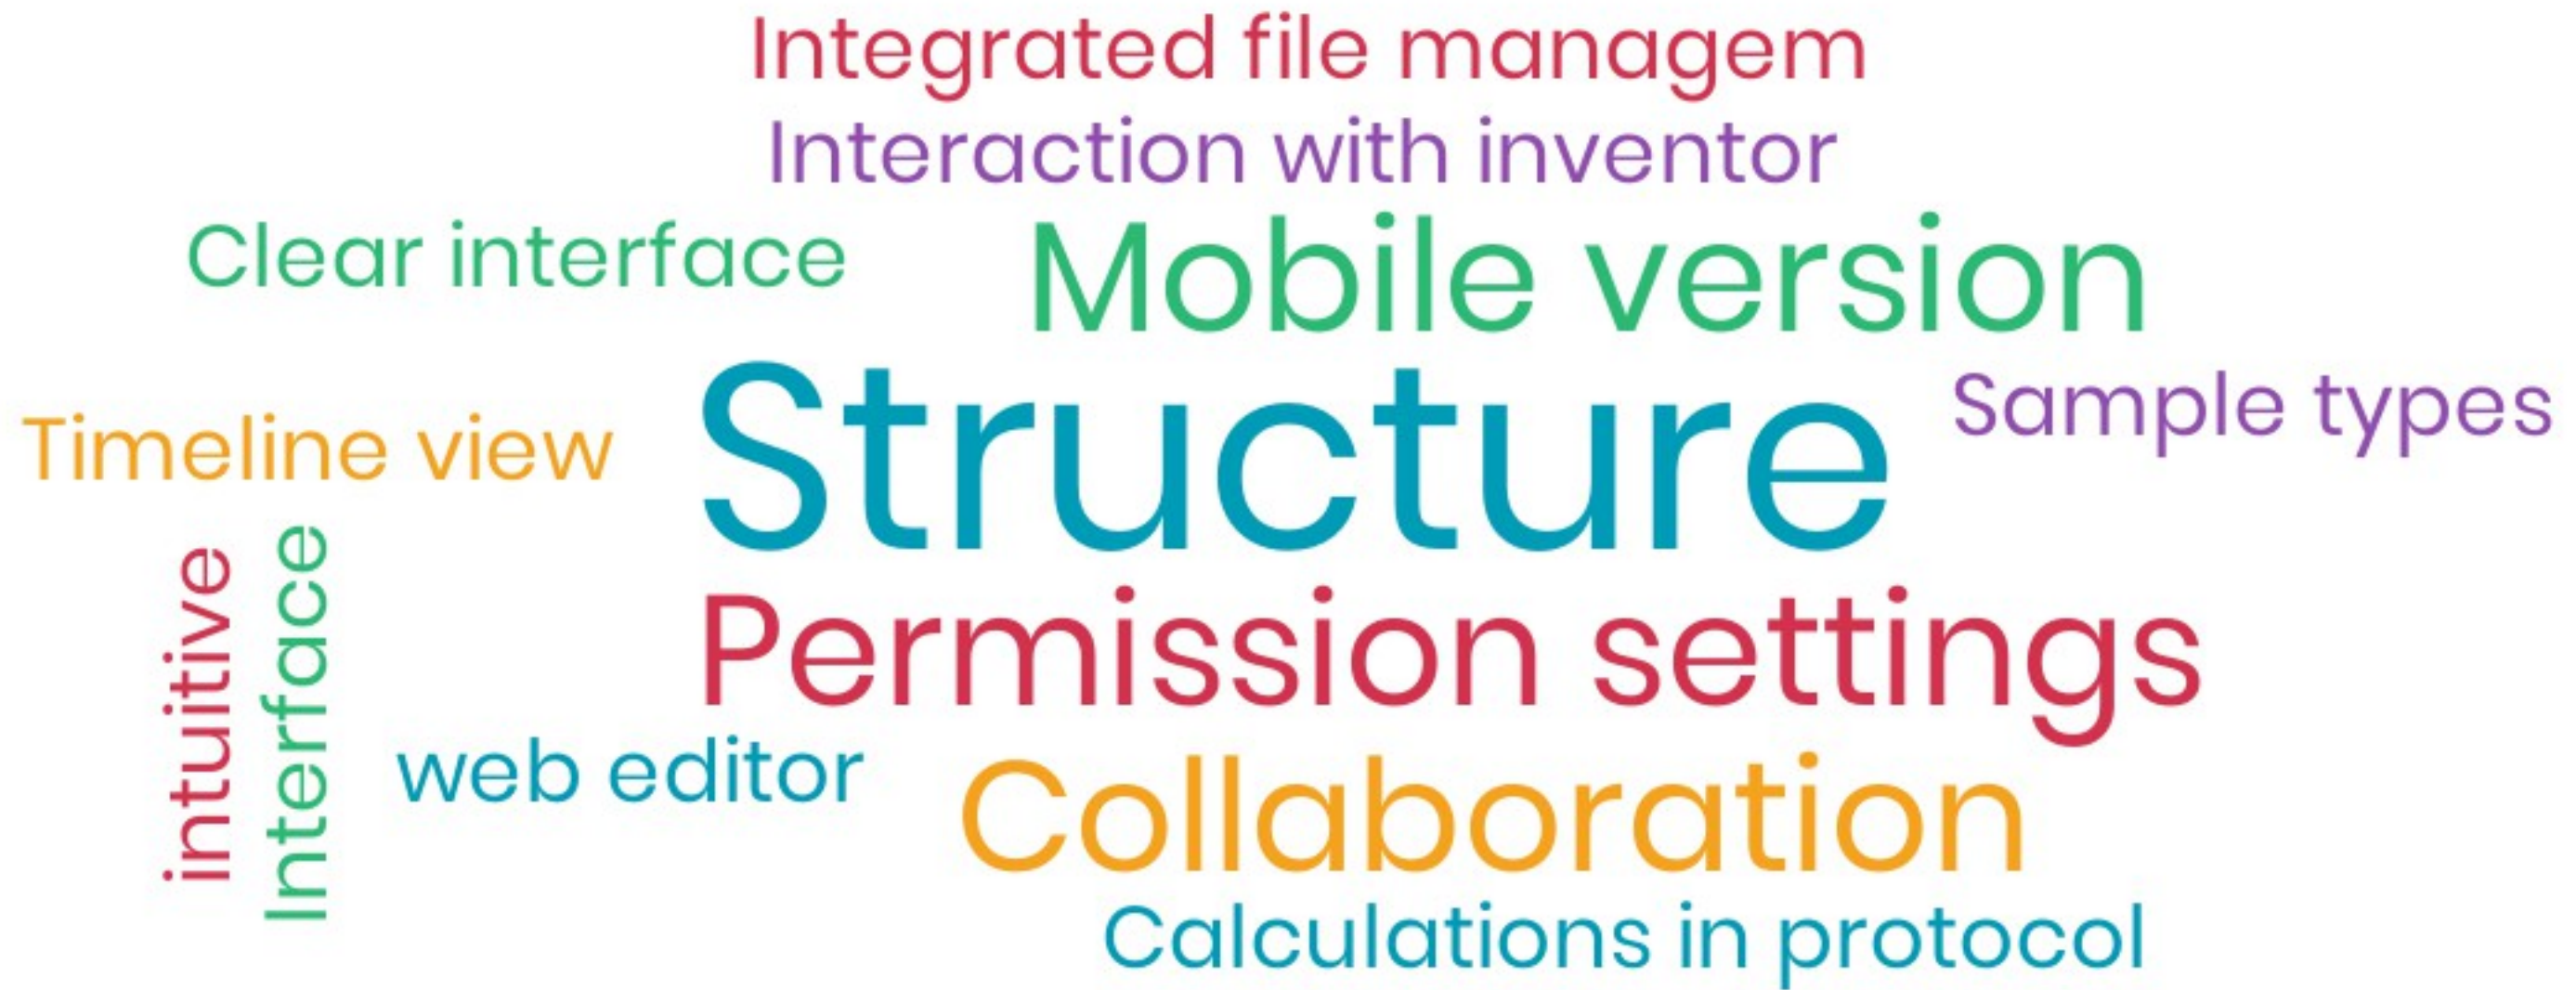 Integrated file managem
Interaction with inventor
Clear interface
Mobile version
Structure
Sample types
Timeline view
intuitive
Interface
Permission settings
web editor
Collaboration
Calculations in protocol